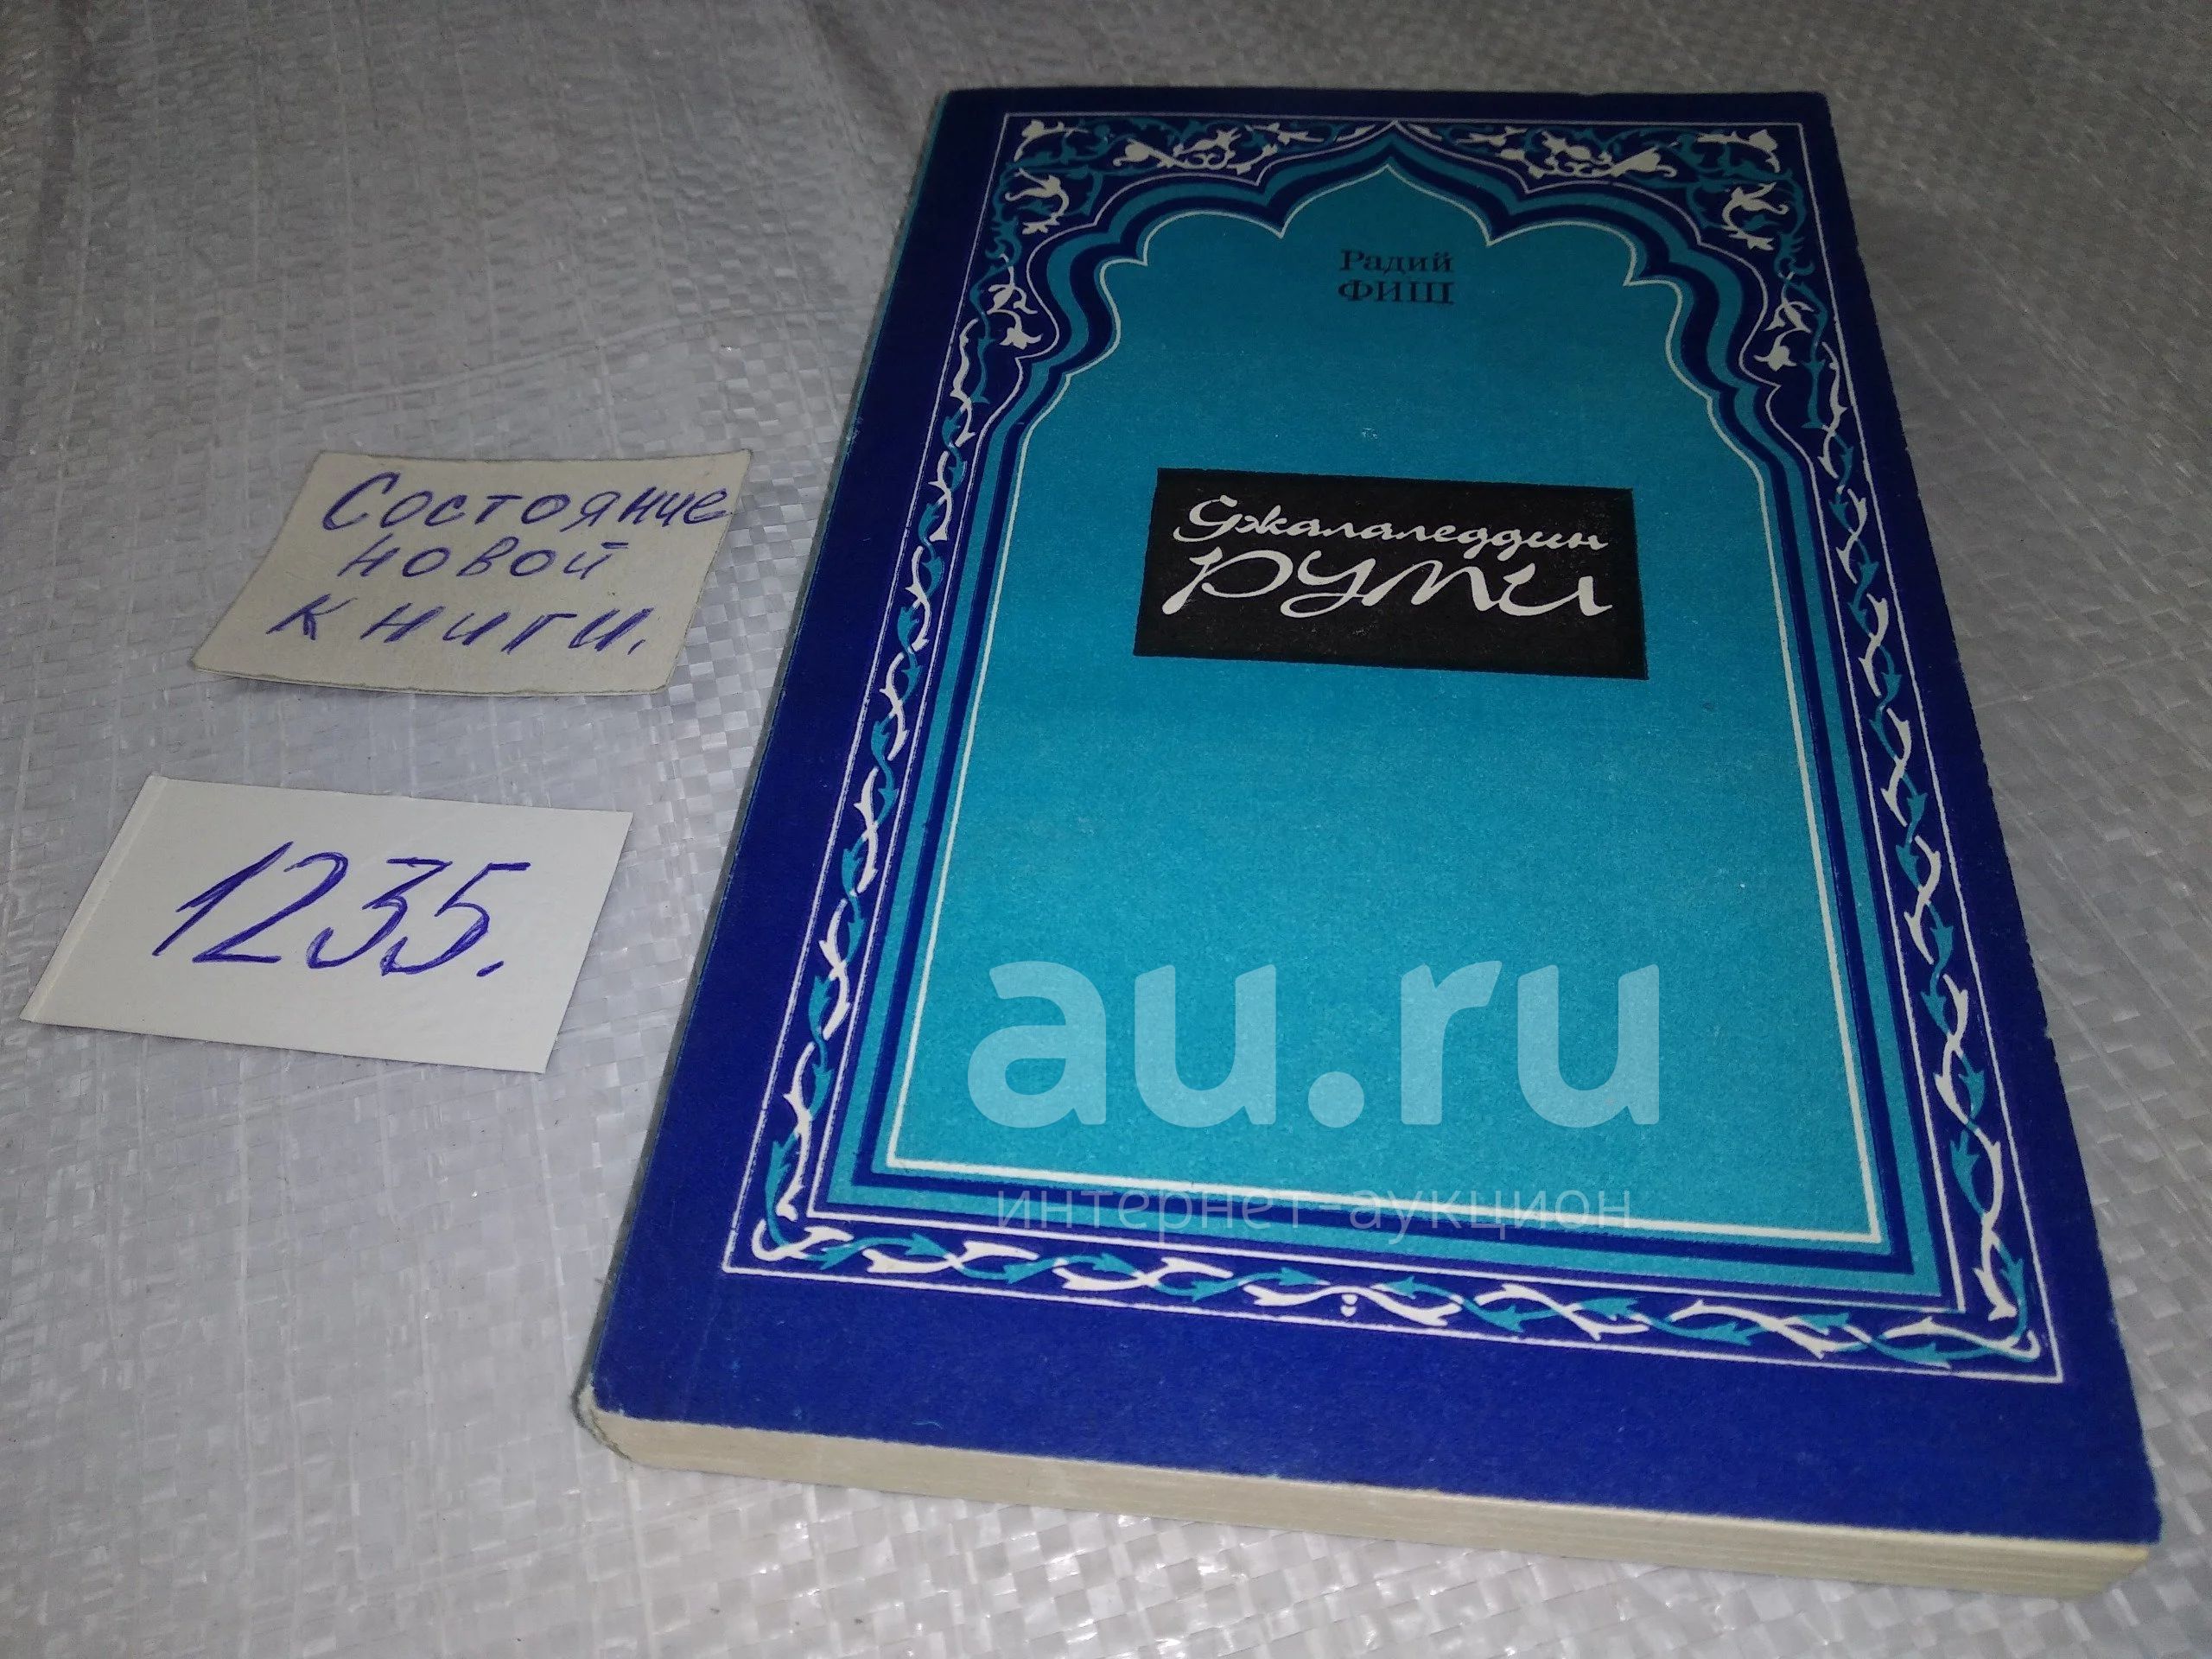 Радий
ФИШ
Джалаледдин
РУМИ
Состояние
новой
книги.
1235.
au.ru
интернет-аукцион